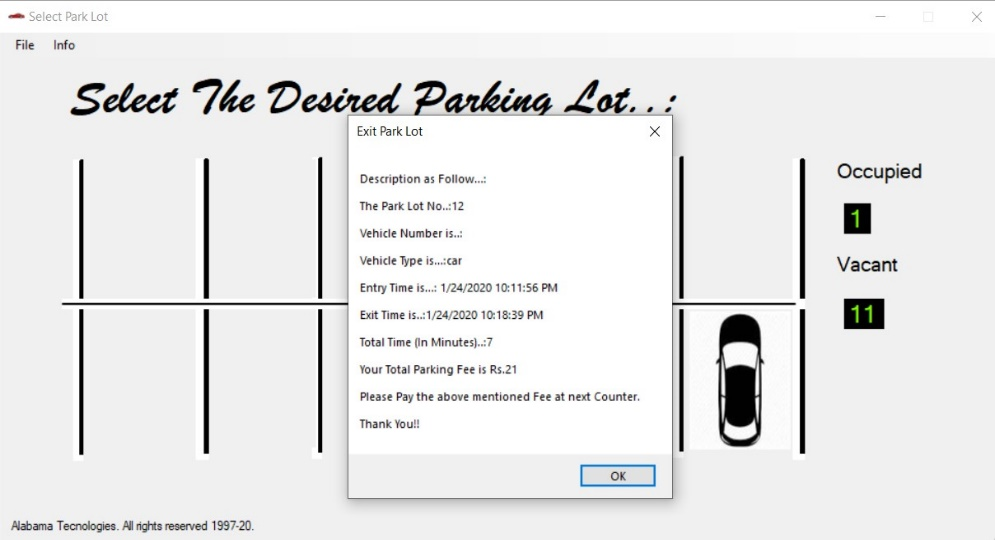 Select Park Lot
File Info
Select The Desired Parking Lot..:
Exit Park Lot
Description as Follow...:
The Park Lot No..:12
Vehicle Number is..:
Vehicle Type is...:car
Entry Time is...: 1/24/2020 10:11:56 PM
Exit Time is..:1/24/2020 10:18:39 PM
Total Time (In Minutes)..:7
Your Total Parking Fee is Rs.21
Please Pay the above mentioned Fee at next Counter.
Thank You!!
OK
Occupied
1
Vacant
11
Alabama Tecnologies. All rights reserved 1997-20.